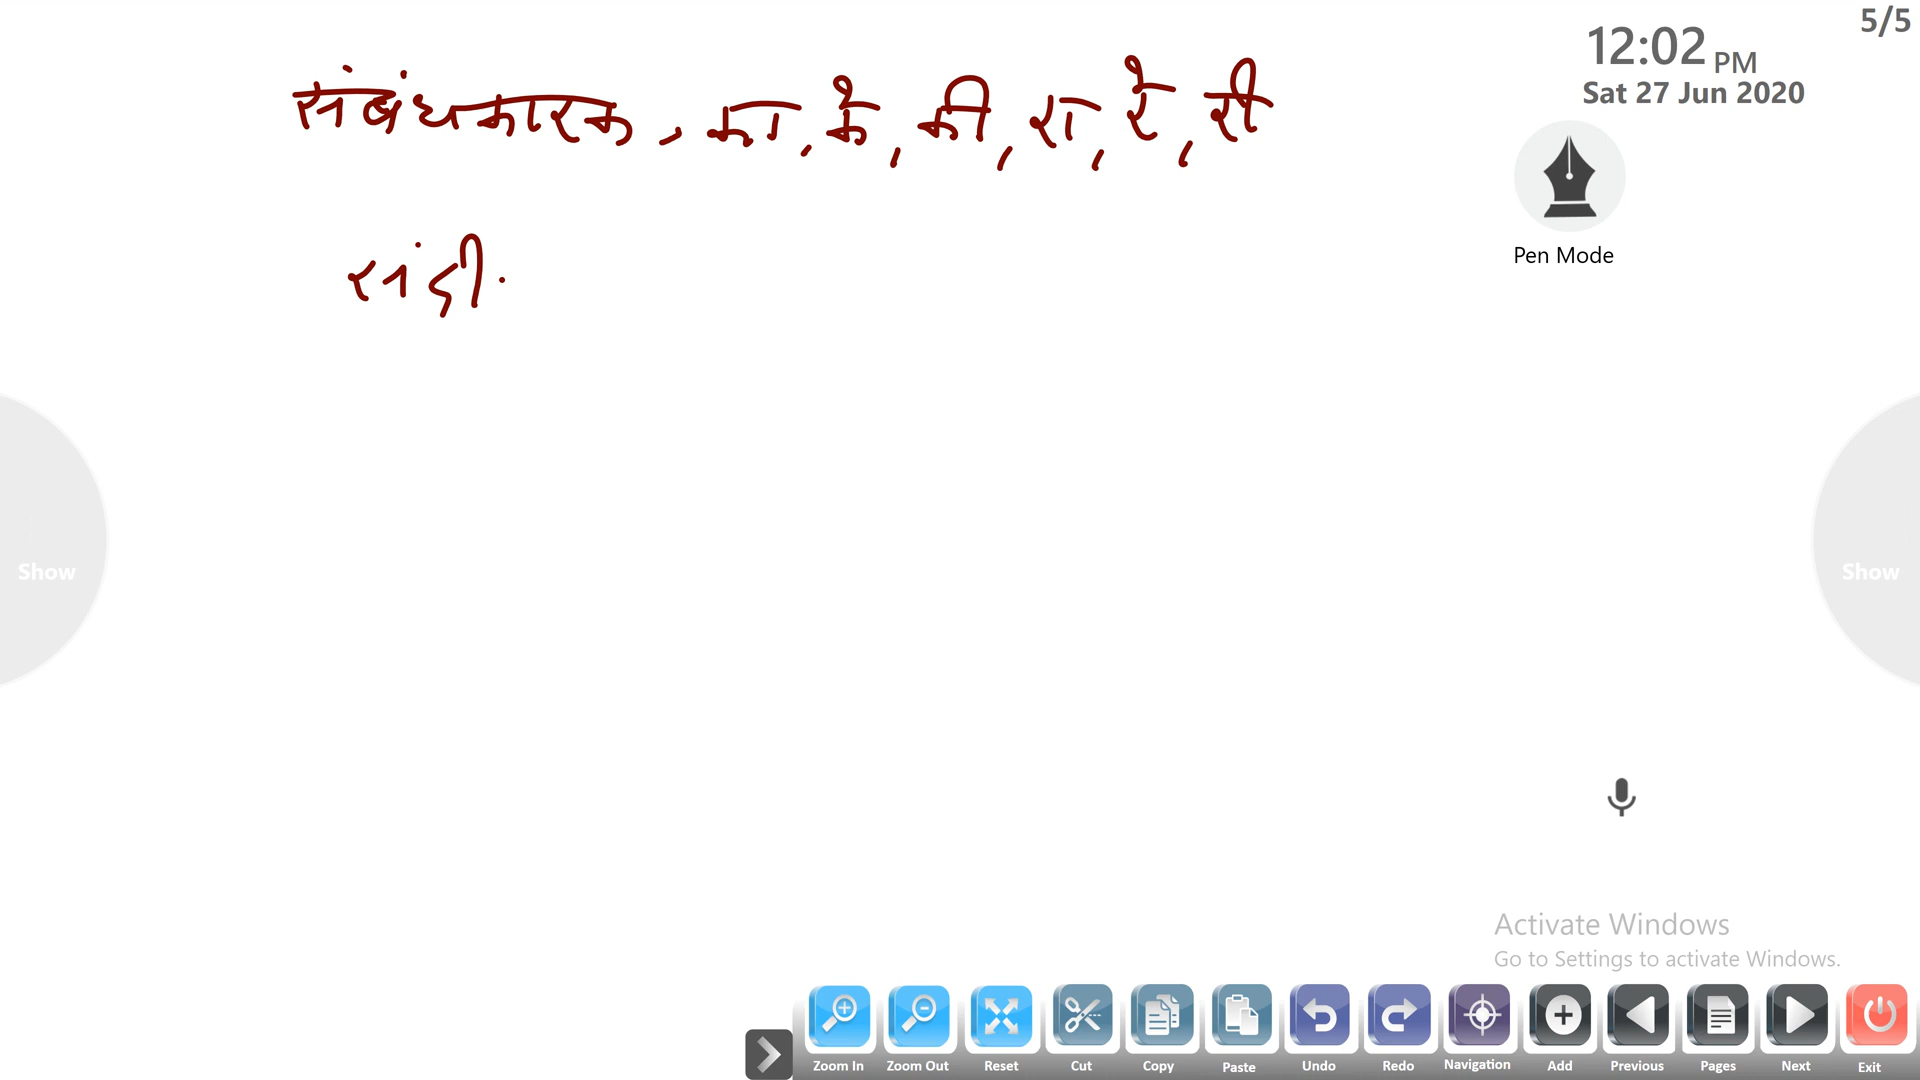 5/5
12:02 PM
Sat 27 Jun 2020
संबंधकारक, का, के, की, रा, रे, री
Pen Mode
Show
Show
Activate Windows
Go to Settings to activate Windows.
Zoom In Zoom Out Reset Cut Copy Paste Undo Redo Navigation Add Previous Pages Next Exit